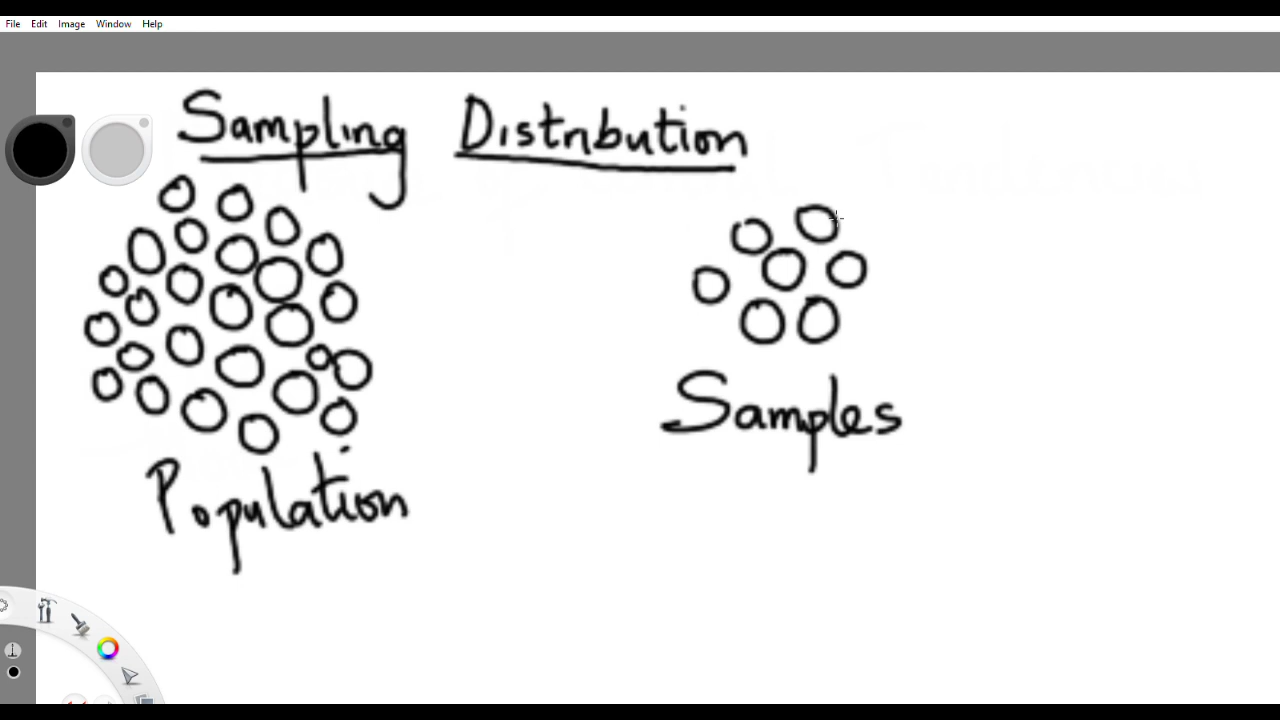 File Edit Image Window Help
Sampling Distribution
Samples
Population